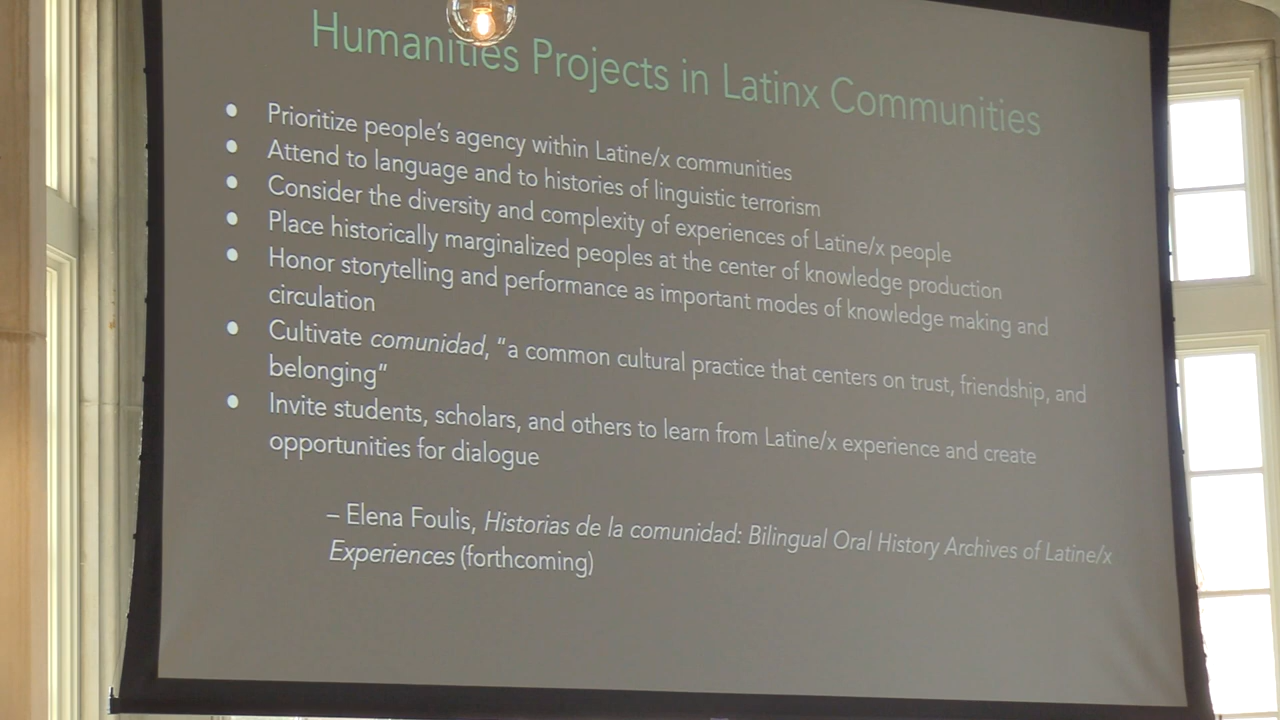 Humanities Projects in Latinx Communities
● Prioritize people's agency within Latine/x communities
● Attend to language and to histories of linguistic terrorism
● Consider the diversity and complexity of experiences of Latine/x people
● Place historically marginalized peoples at the center of knowledge production
● Honor storytelling and performance as important modes of knowledge making and
circulation
● Cultivate comunidad, "a common cultural practice that centers on trust, friendship, and
belonging"
● Invite students, scholars, and others to learn from Latine/x experience and create
opportunities for dialogue
– Elena Foulis, Historias de la comunidad: Bilingual Oral History Archives of Latine/x
Experiences (forthcoming)